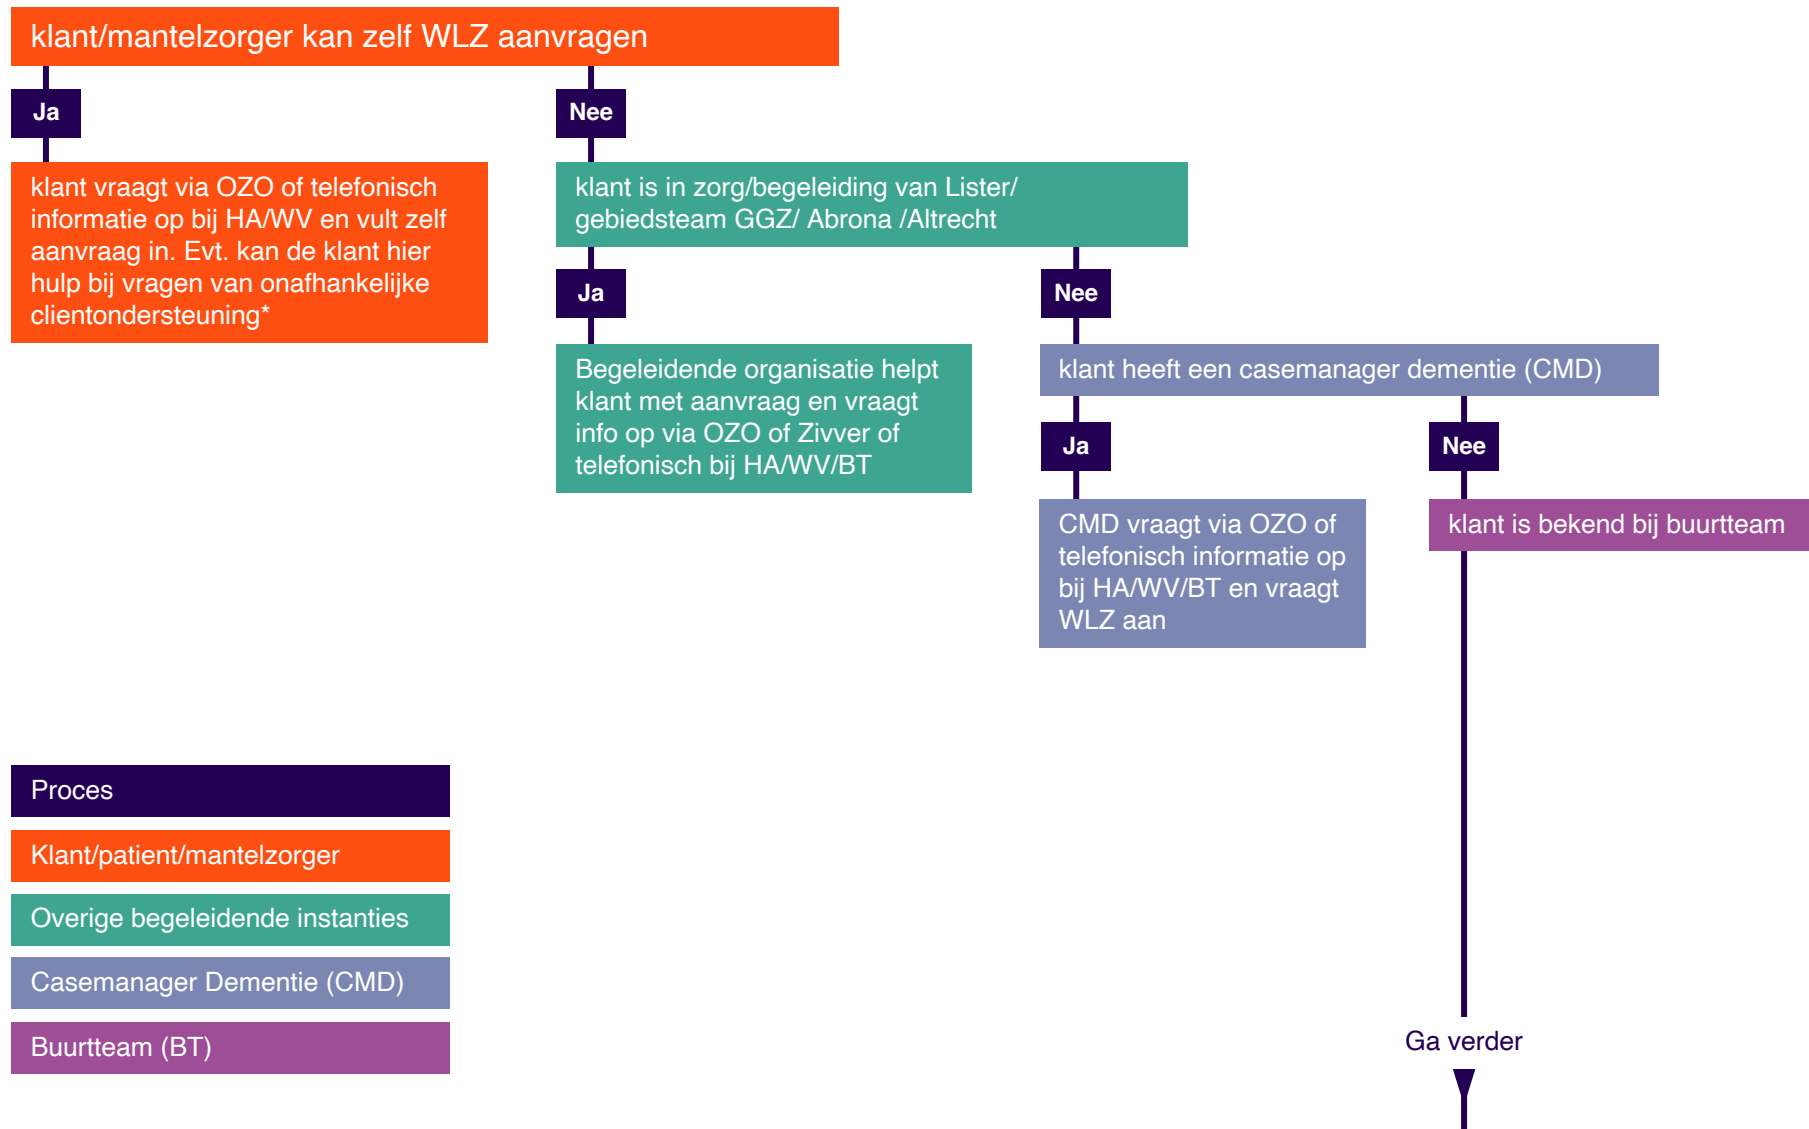 klant/mantelzorger kan zelf WLZ aanvragen
Ja
Nee
klant vraagt via OZO of telefonisch
informatie op bij HA/WV en vult zelf
aanvraag in. Evt. kan de klant hier
hulp bij vragen van onafhankelijke
clientondersteuning*
klant is in zorg/begeleiding van Lister/
gebiedsteam GGZ/ Abrona /Altrecht
Ja
Nee
Begeleidende organisatie helpt
klant met aanvraag en vraagt
info op via OZO of Zivver of
telefonisch bij HA/WV/BT
klant heeft een casemanager dementie (CMD)
Ja
Nee
CMD vraagt via OZO of
telefonisch informatie op
bij HA/WV/BT en vraagt
WLZ aan
klant is bekend bij buurtteam
Proces
Klant/patient/mantelzorger
Overige begeleidende instanties
Casemanager Dementie (CMD)
Buurtteam (BT)
Ga verder